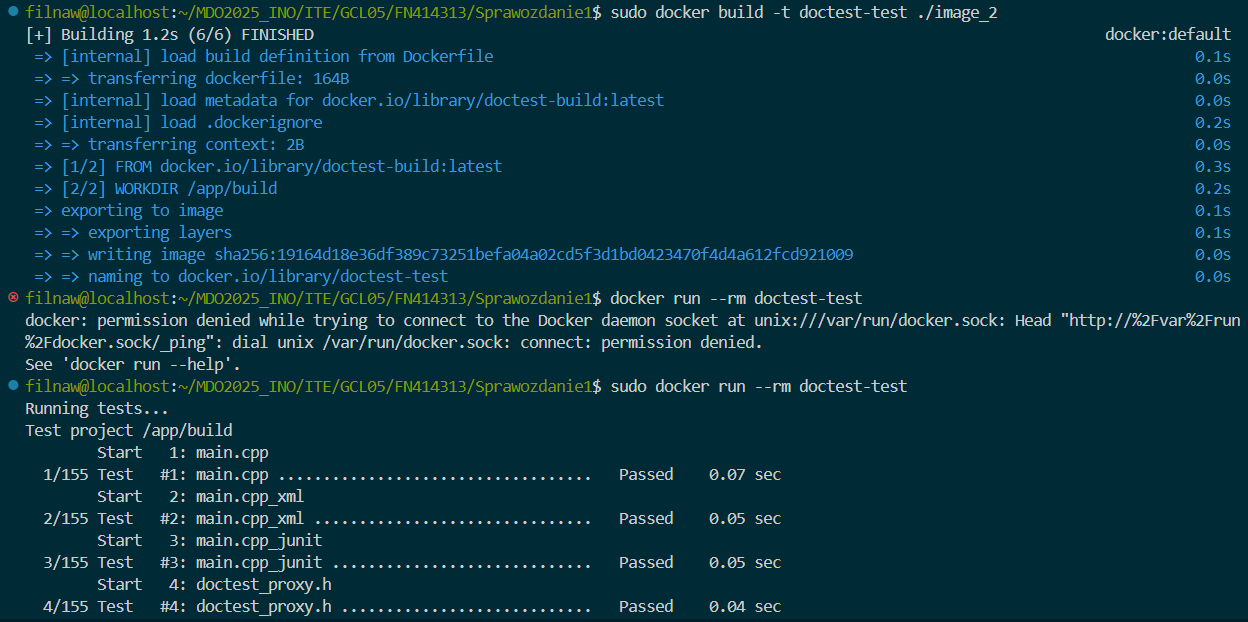 filnaw@localhost:~/MDO2025_INO/ITE/GCL05/FN414313/Sprawozdanie1$ sudo docker build -t doctest-test ./image_2
[+] Building 1.2s (6/6) FINISHED docker:default
=> [internal] load build definition from Dockerfile 0.1s
=> => transferring dockerfile: 164B 0.0s
=> [internal] load metadata for docker.io/library/doctest-build:latest 0.0s
=> [internal] load .dockerignore 0.2s
=> => transferring context: 2B 0.0s
=> [1/2] FROM docker.io/library/doctest-build:latest 0.3s
=> [2/2] WORKDIR /app/build 0.2s
=> exporting to image 0.1s
=> => exporting layers 0.1s
=> => writing image sha256:19164d18e36df389c73251befa04a02cd5f3d1bd0423470f4d4a612fcd921009 0.0s
=> => naming to docker.io/library/doctest-test 0.0s
filnaw@localhost:~/MDO2025_INO/ITE/GCL05/FN414313/Sprawozdanie1$ docker run --rm doctest-test
docker: permission denied while trying to connect to the Docker daemon socket at unix:///var/run/docker.sock: Head "http://%2Fvar%2Frun
%2Fdocker.sock/_ping": dial unix /var/run/docker.sock: connect: permission denied.
See 'docker run --help'.
filnaw@localhost:~/MDO2025_INO/ITE/GCL05/FN414313/Sprawozdanie1$ sudo docker run --rm doctest-test
Running tests...
Test project /app/build
Start 1: main.cpp
1/155 Test #1: main.cpp ................................... Passed 0.07 sec
Start 2: main.cpp_xml
2/155 Test #2: main.cpp_xml ............................... Passed 0.05 sec
Start 3: main.cpp_junit
3/155 Test #3: main.cpp_junit ............................. Passed 0.05 sec
Start 4: doctest_proxy.h
4/155 Test #4: doctest_proxy.h ............................ Passed 0.04 sec